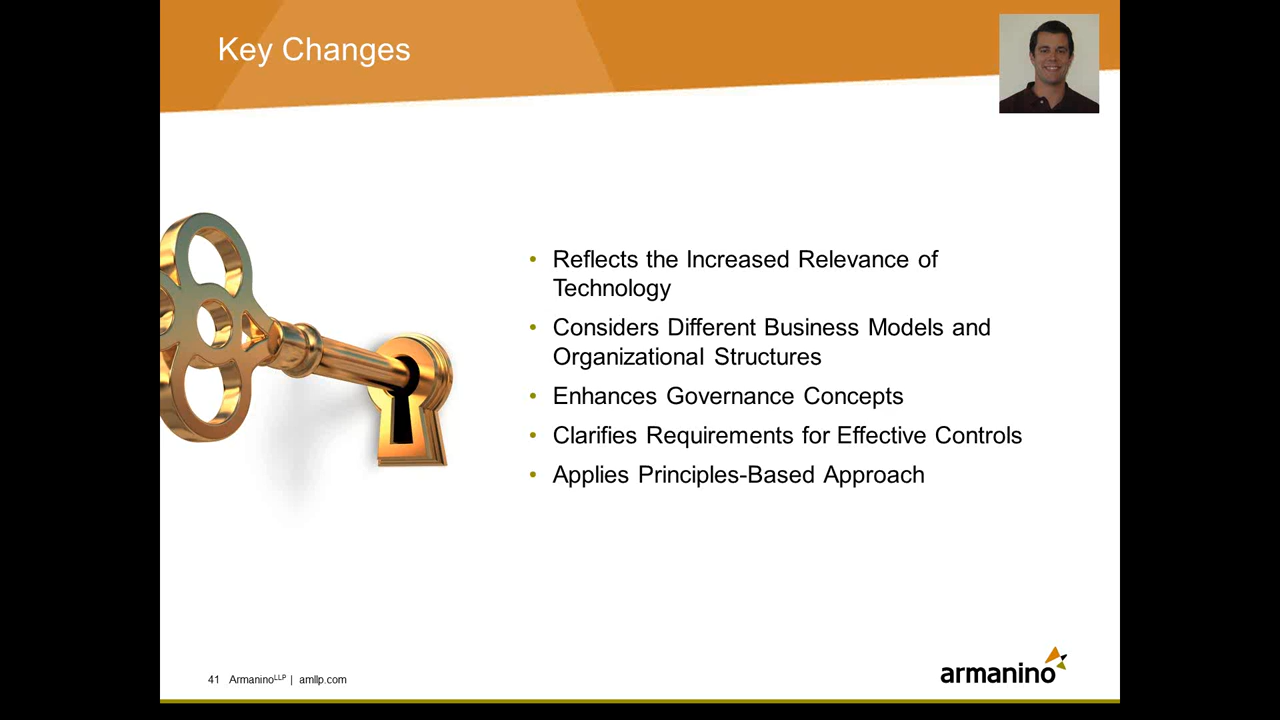 Key Changes
• Reflects the Increased Relevance of
Technology
• Considers Different Business Models and
Organizational Structures
• Enhances Governance Concepts
• Clarifies Requirements for Effective Controls
• Applies Principles-Based Approach
41 ArmaninoLLP | amllp.com
armanino